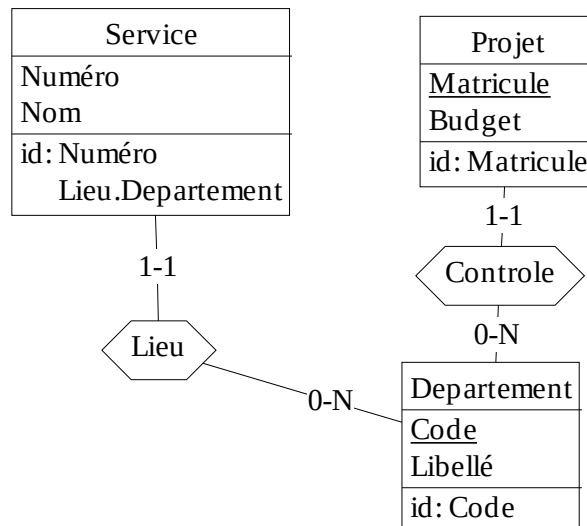 Service
Numéro
Nom
id: Numéro
Lieu.Departement
1-1
Lieu
0-N
Projet
Matricule
Budget
id: Matricule
1-1
Controle
0-N
Departement
Code
Libellé
id: Code